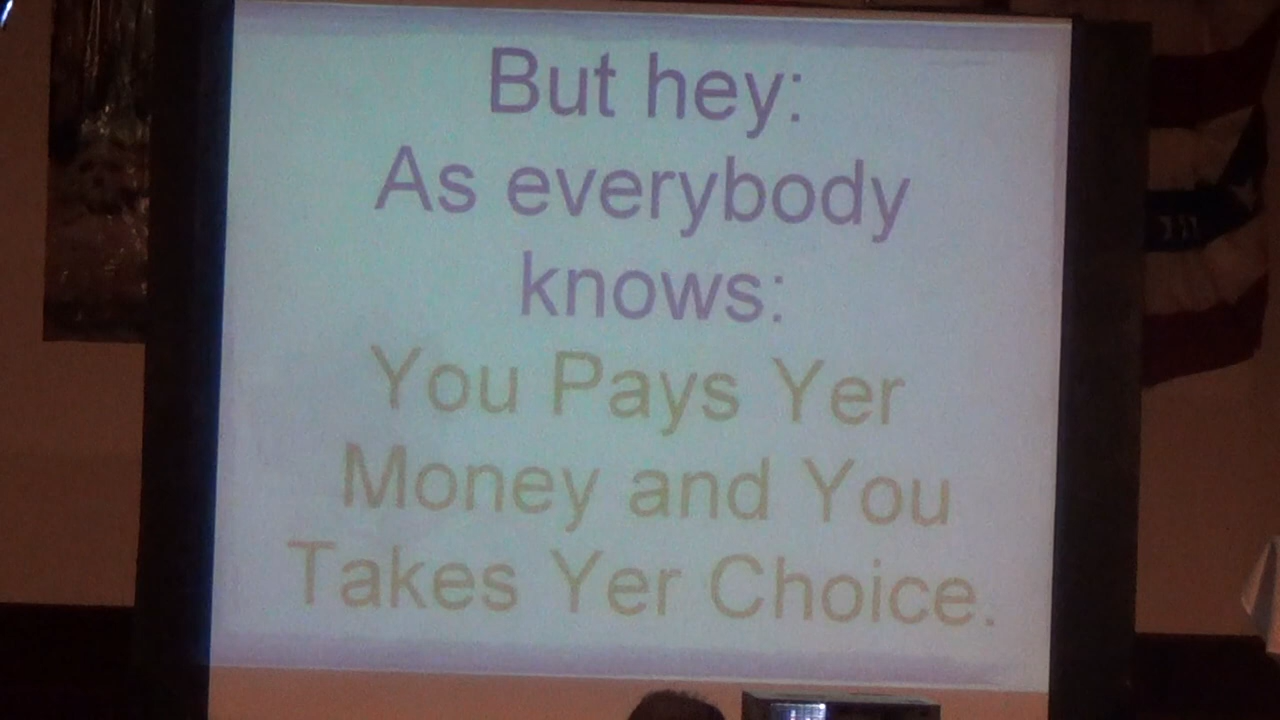 But hey:
As everybody
knows:
You Pays Yer
Money and You
Takes Yer Choice.